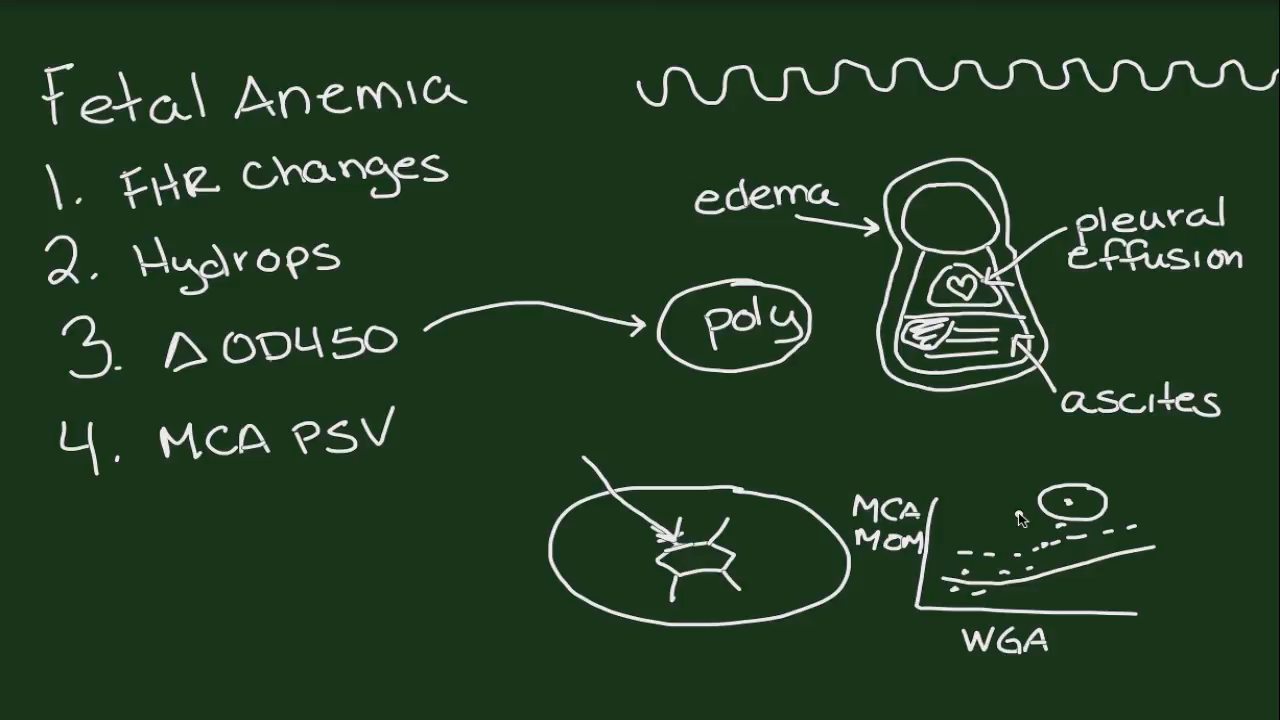 Fetal Anemia
1. FHR Changes
2. Hydrops
3. Δ OD450
4. MCA PSV
edema
pleural
effusion
poly
ascites
MCA
MOM
WGA